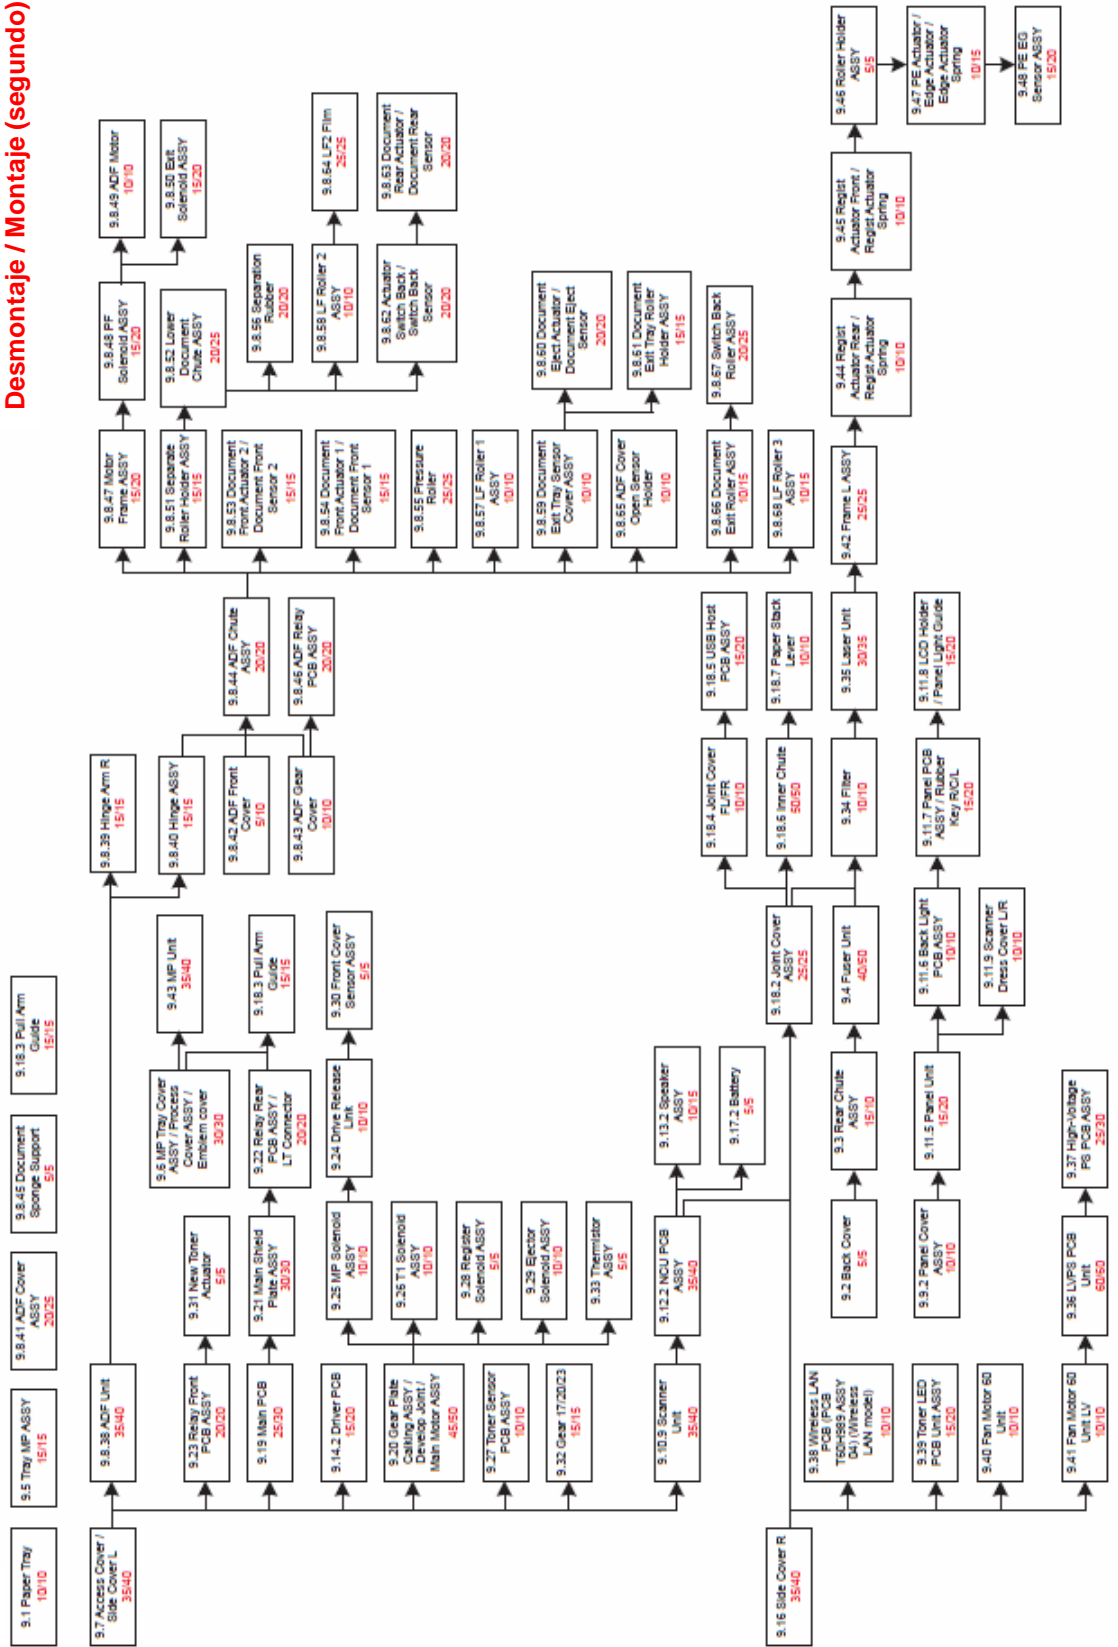 Desmontaje / Montaje (segundo)
9.1 Paper Tray
10/10
9.5 Tray MP ASSY
15/15
9.8.41 ADF Cover
ASSY
20/25
9.8.45 Document
Sponge Support
5/5
9.18.3 Pull Arm
Guide
15/15
9.7 Access Cover /
Side Cover L
35/40
9.8.38 ADF Unit
35/40
9.8.39 Hinge Arm R
15/15
9.8.40 Hinge ASSY
15/15
9.8.42 ADF Front
Cover
5/10
9.8.43 ADF Gear
Cover
10/10
9.8.44 ADF Chute
ASSY
20/20
9.8.46 ADF Relay
PCB ASSY
20/20
9.8.47 Motor
Frame ASSY
15/20
9.8.48 PF
Solenoid ASSY
15/20
9.8.49 ADF Motor
10/10
9.8.50 Exit
Solenoid ASSY
15/20
9.8.51 Separate
Roller Holder ASSY
15/15
9.8.52 Lower
Document
Chute ASSY
20/25
9.8.56 Separation
Rubber
20/20
9.8.58 LF Roller 2
ASSY
10/10
9.8.64 LF2 Film
25/25
9.8.62 Actuator
Switch Back /
Switch Back
Sensor
20/20
9.8.63 Document
Rear Actuator /
Document Rear
Sensor
20/20
9.8.53 Document
Front Actuator 2 /
Document Front
Sensor 2
15/15
9.8.54 Document
Front Actuator 1 /
Document Front
Sensor 1
15/15
9.8.55 Pressure
Roller
25/25
9.8.57 LF Roller 1
ASSY
10/10
9.8.59 Document
Exit Tray Sensor
Cover ASSY
10/10
9.8.60 Document
Eject Actuator /
Document Eject
Sensor
20/20
9.8.61 Document
Exit Tray Roller
Holder ASSY
15/15
9.8.65 ADF Cover
Open Sensor
Holder
10/10
9.8.66 Document
Exit Roller ASSY
10/15
9.8.67 Switch Back
Roller ASSY
20/25
9.8.68 LF Roller 3
ASSY
10/15
9.23 Relay Front
PCB ASSY
20/20
9.31 New Toner
Actuator
5/5
9.19 Main PCB
25/30
9.21 Main Shield
Plate ASSY
30/30
9.22 Relay Rear
PCB ASSY /
LT Connector
20/20
9.6 MP Tray Cover
ASSY / Process
Cover ASSY /
Emblem cover
30/30
9.43 MP Unit
35/40
9.18.3 Pull Arm
Guide
15/15
9.14.2 Driver PCB
15/20
9.20 Gear Plate
Calking ASSY /
Develop Joint /
Main Motor ASSY
45/50
9.25 MP Solenoid
ASSY
10/10
9.24 Drive Release
Link
10/10
9.30 Front Cover
Sensor ASSY
5/5
9.26 T1 Solenoid
ASSY
10/10
9.28 Register
Solenoid ASSY
5/5
9.29 Ejector
Solenoid ASSY
10/10
9.33 Thermistor
ASSY
5/5
9.27 Toner Sensor
PCB ASSY
10/10
9.32 Gear 17/20/23
15/15
9.10.9 Scanner
Unit
35/40
9.12.2 NCU PCB
ASSY
35/40
9.13.2 Speaker
ASSY
10/15
9.17.2 Battery
5/5
9.16 Side Cover R
35/40
9.18.2 Joint Cover
ASSY
25/25
9.18.4 Joint Cover
FL/FR
10/10
9.18.5 USB Host
PCB ASSY
15/20
9.18.6 Inner Chute
50/50
9.18.7 Paper Stack
Lever
10/10
9.2 Back Cover
5/5
9.3 Rear Chute
ASSY
15/10
9.4 Fuser Unit
40/50
9.34 Filter
10/10
9.35 Laser Unit
30/35
9.42 Frame L ASSY
25/25
9.44 Regist
Actuator Rear /
Regist Actuator
Spring
10/10
9.45 Regist
Actuator Front /
Regist Actuator
Spring
10/10
9.46 Roller Holder
ASSY
5/5
9.47 PE Actuator /
Edge Actuator /
Edge Actuator
Spring
10/15
9.48 PE EG
Sensor ASSY
15/20
9.9.2 Panel Cover
ASSY
10/10
9.11.5 Panel Unit
15/20
9.11.6 Back Light
PCB ASSY
10/10
9.11.7 Panel PCB
ASSY / Rubber
Key R/C/L
15/20
9.11.8 LCD Holder
/ Panel Light Guide
15/20
9.11.9 Scanner
Dress Cover L/R
10/10
9.38 Wireless LAN
PCB (PCB
T60H989 ASSY
04) (Wireless
LAN model)
10/10
9.39 Toner LED
PCB Unit ASSY
15/20
9.40 Fan Motor 60
Unit
10/10
9.41 Fan Motor 60
Unit LV
10/10
9.36 LVPS PCB
Unit
60/60
9.37 High-Voltage
PS PCB ASSY
25/30